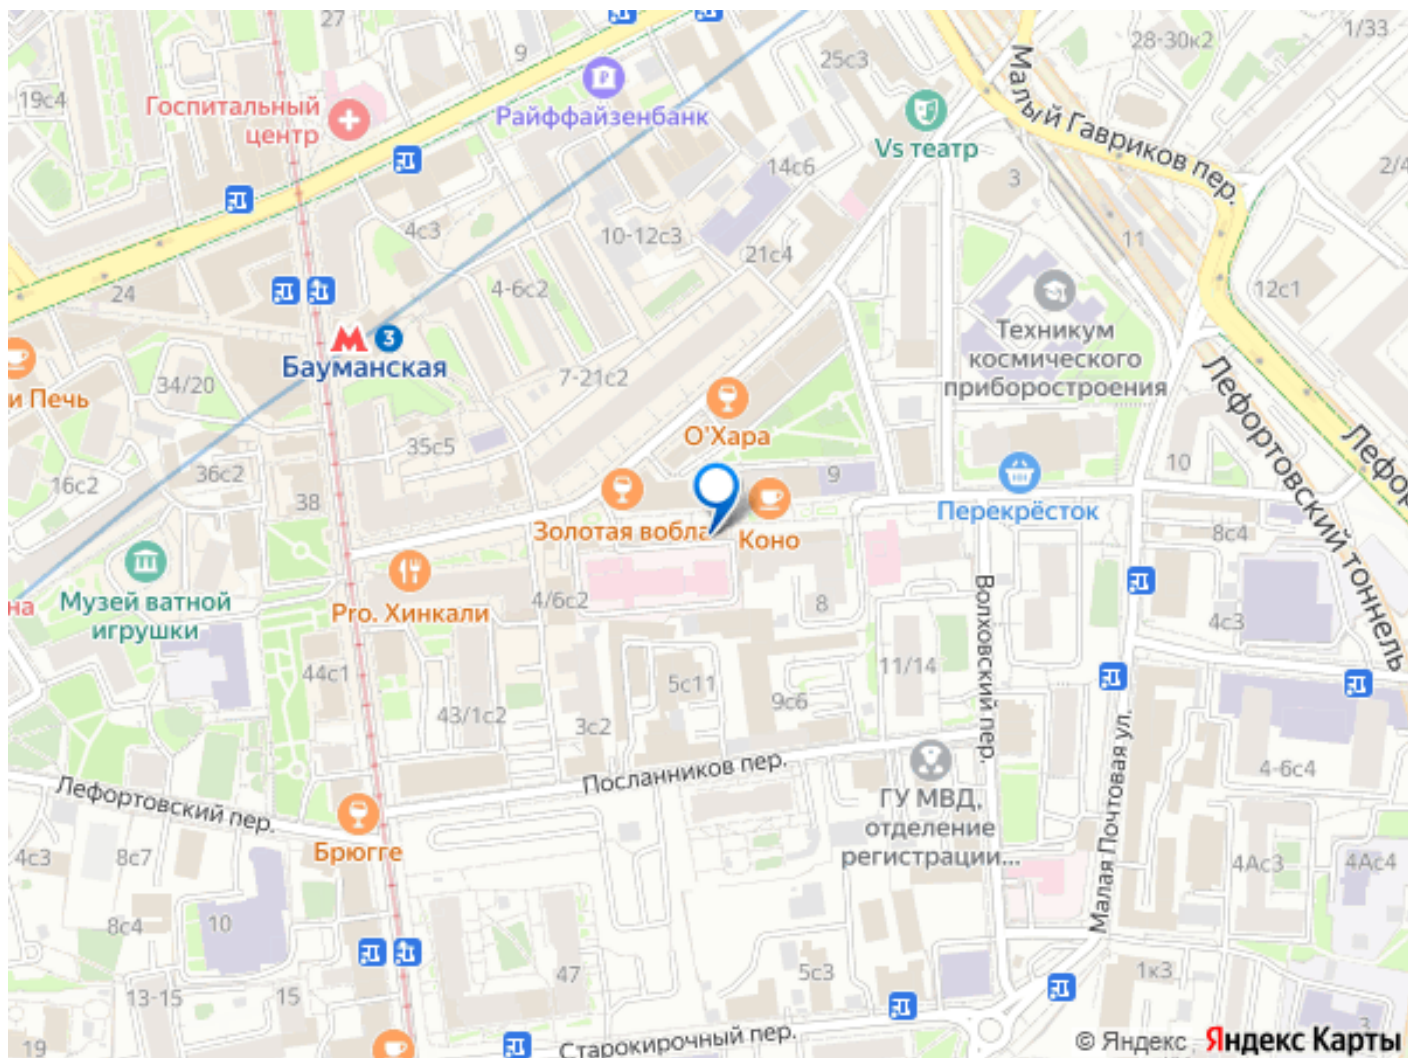 27
9
25с3
28-30к2
1/33
19с4
Госпитальный
центр
Райффайзенбанк
Vs театр
Малый Гавриков пер.
14с6
3
2/4
4с3
10-12с3
21с4
11
24
4-6с2
12с1
М 3
Бауманская
Техникум
космического
приборостроения
и Печь
34/20
7-21с2
О'Хара
35с5
36с2
16с2
38
9
10
Лефортовский тоннель
Лефор
Перекрёсток
Золотая вобла
Коно
8с4
Музей ватной
игрушки
на
Pro. Хинкали
4/6с2
8
Волховский пер.
4с3
44с1
5с11
11/14
43/1с2
3с2
9с6
Посланников пер.
Малая Почтовая ул.
4-6с4
Лефортовский пер.
ГУ МВД,
отделение
регистрации...
Брюгге
4с3
8с7
4Ас3
4Ас4
8с4
10
47
5с3
1к3
13-15
15
19
3
Старокирочный пер.
© Яндекс Яндекс Карты